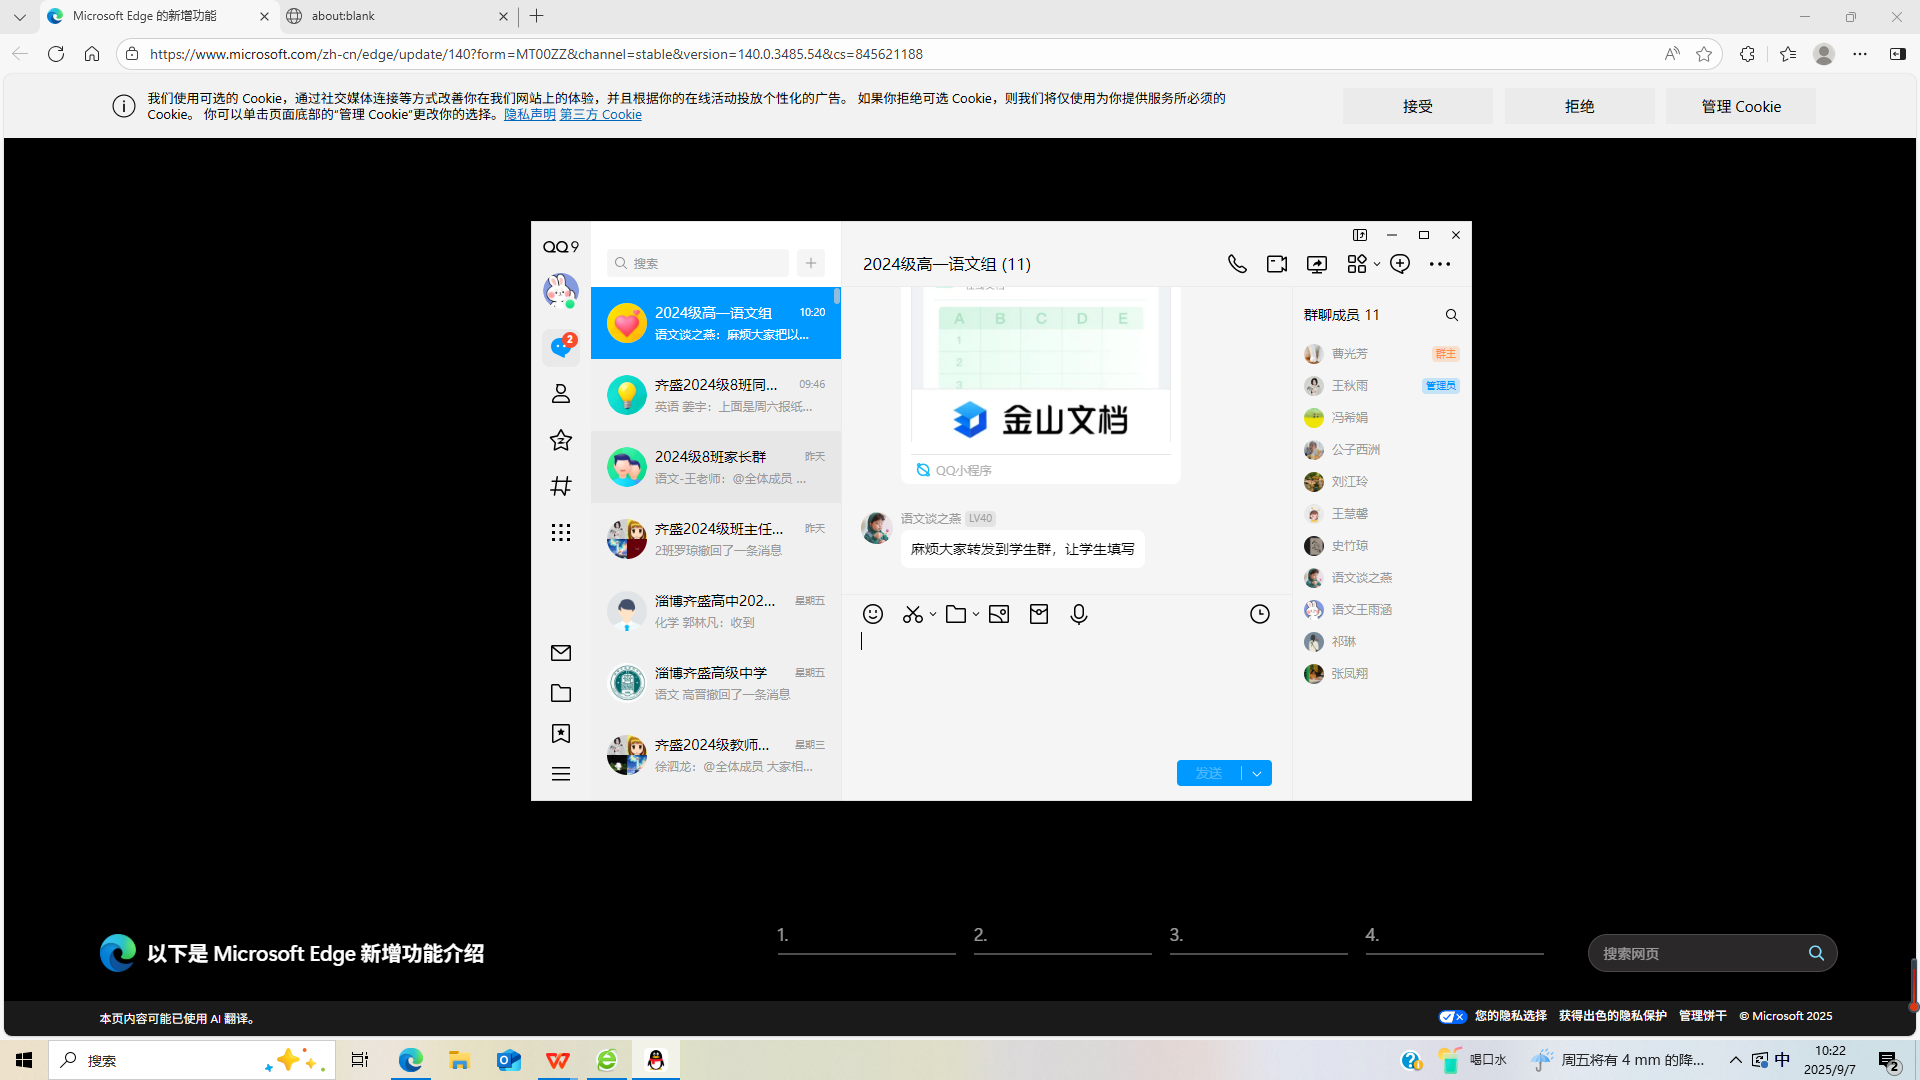 Microsoft Edge 的新增功能
about:blank
https://www.microsoft.com/zh-cn/edge/update/140?form=MT00ZZ&channel=stable&version=140.0.3485.54&cs=845621188
我们使用可选的 Cookie，通过社交媒体连接等方式改善你在我们网站上的体验，并且根据你的在线活动投放个性化的广告。 如果你拒绝可选 Cookie，则我们将仅使用为你提供服务所必须的
Cookie。 你可以单击页面底部的“管理 Cookie”更改你的选择。隐私声明 第三方 Cookie
接受
拒绝
管理 Cookie
QQ9
2
搜索
2024级高一语文组
10:20
语文谈之燕：麻烦大家把以...
齐盛2024级8班同...
09:46
英语 姜宇：上面是周六报纸...
2024级8班家长群
昨天
语文-王老师：@全体成员 ...
齐盛2024级班主任...
昨天
2班罗琼撤回了一条消息
淄博齐盛高中202...
星期五
化学 郭林凡：收到
淄博齐盛高级中学
星期五
语文 高晋撤回了一条消息
齐盛2024级教师...
星期三
徐泗龙：@全体成员 大家相...
2024级高一语文组 (11)
A B C D E
1
2
3
金山文档
QQ小程序
语文谈之燕 LV40
麻烦大家转发到学生群，让学生填写
发送
群聊成员 11
曹光芳 群主
王秋雨 管理员
冯希娟
公子西洲
刘江玲
王慧馨
史竹琼
语文谈之燕
语文王雨涵
祁琳
张凤翔
以下是 Microsoft Edge 新增功能介绍
1.
2.
3.
4.
搜索网页
本页内容可能已使用 AI 翻译。
您的隐私选择
获得出色的隐私保护
管理饼干
© Microsoft 2025
搜索
喝口水
周五将有 4 mm 的降...
中
10:22
2025/9/7
2